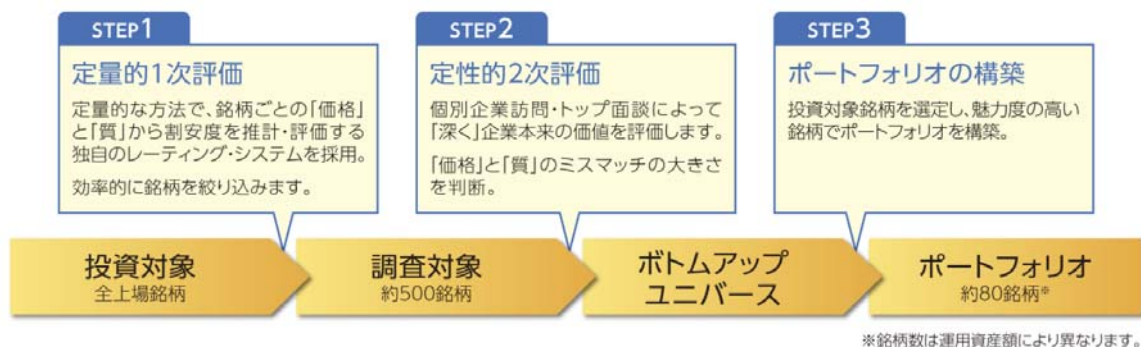 STEP1
定量的1次評価
定量的な方法で、銘柄ごとの「価格」
と「質」から割安度を推計・評価する
独自のレーティング・システムを採用。
効率的に銘柄を絞り込みます。
STEP2
定性的2次評価
個別企業訪問・トップ面談によって
「深く」企業本来の価値を評価します。
「価格」と「質」のミスマッチの大きさ
を判断。
STEP3
ポートフォリオの構築
投資対象銘柄を選定し、魅力度の高い
銘柄でポートフォリオを構築。
投資対象
全上場銘柄
調査対象
約500銘柄
ボトムアップ
ユニバース
ポートフォリオ
約80銘柄※
※銘柄数は運用資産額により異なります。